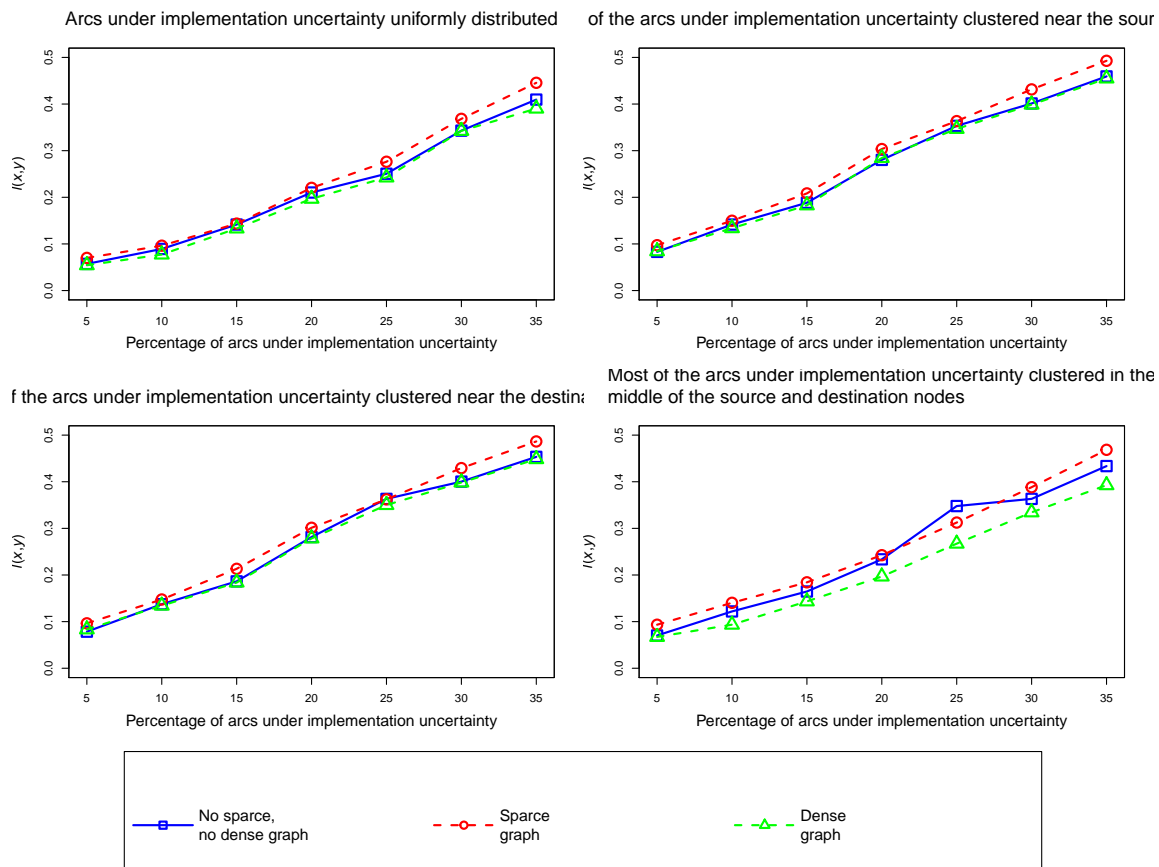 Arcs under implementation uncertainty uniformly distributed
of the arcs under implementation uncertainty clustered near the sour
I(x,y)
0.0 0.1 0.2 0.3 0.4 0.5
5 10 15 20 25 30 35
Percentage of arcs under implementation uncertainty
I(x,y)
0.0 0.1 0.2 0.3 0.4 0.5
5 10 15 20 25 30 35
Percentage of arcs under implementation uncertainty
f the arcs under implementation uncertainty clustered near the destina
Most of the arcs under implementation uncertainty clustered in the
middle of the source and destination nodes
I(x,y)
0.0 0.1 0.2 0.3 0.4 0.5
5 10 15 20 25 30 35
Percentage of arcs under implementation uncertainty
I(x,y)
0.0 0.1 0.2 0.3 0.4 0.5
5 10 15 20 25 30 35
Percentage of arcs under implementation uncertainty
No sparce,
no dense graph
Sparce
graph
Dense
graph